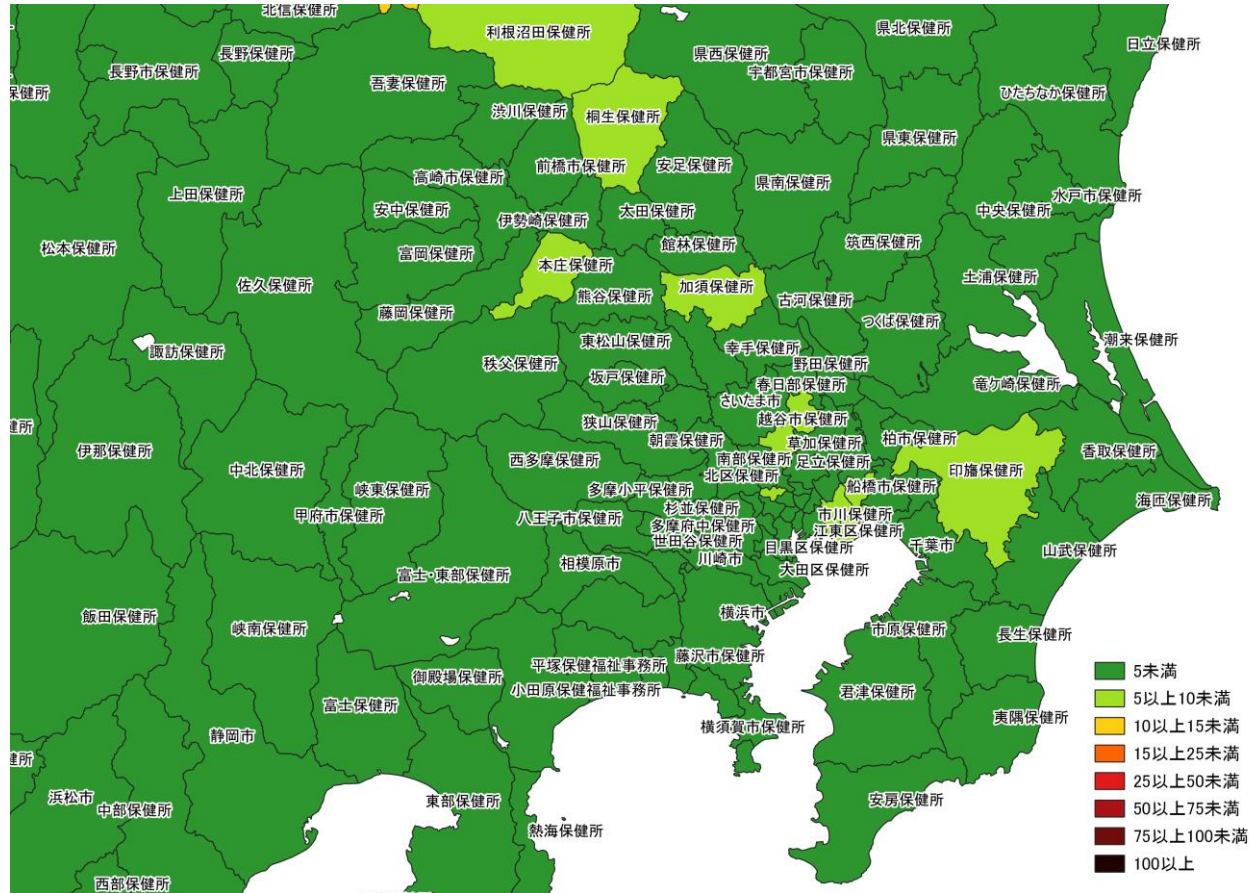 北信保健所
利根沼田保健所
県北保健所
日立保健所
長野保健所
県西保健所
長野市保健所
宇都宮市保健所
吾妻保健所
保健所
ひたちなか保健所
渋川保健所
桐生保健所
県東保健所
前橋市保健所
安足保健所
高崎市保健所
県南保健所
上田保健所
水戸市保健所
安中保健所
太田保健所
中央保健所
伊勢崎保健所
松本保健所
富岡保健所
館林保健所
筑西保健所
本庄保健所
土浦保健所
佐久保健所
加須保健所
熊谷保健所
古河保健所
藤岡保健所
つくば保健所
東松山保健所
潮来保健所
幸手保健所
諏訪保健所
秩父保健所
野田保健所
坂戸保健所
春日部保健所
竜ケ崎保健所
さいたま市
狭山保健所
越谷市保健所
健所
朝霞保健所
草加保健所
柏市保健所
伊那保健所
香取保健所
西多摩保健所
南部保健所
足立保健所
中北保健所
峡東保健所
北区保健所
印旛保健所
船橋市保健所
多摩小平保健所
海匝保健所
杉並保健所
市川保健所
甲府市保健所
八王子市保健所
多摩府中保健所
江東区保健所
世田谷保健所
目黒区保健所
千葉市
山武保健所
川崎市
相模原市
大田区保健所
富士・東部保健所
横浜市
飯田保健所
峡南保健所
市原保健所
長生保健所
藤沢市保健所
平塚保健福祉事務所
御殿場保健所
小田原保健福祉事務所
君津保健所
富士保健所
夷隅保健所
横須賀市保健所
静岡市
健所
浜松市
中部保健所
東部保健所
安房保健所
熱海保健所
西部保健所
5未満
5以上10未満
10以上15未満
15以上25未満
25以上50未満
50以上75未満
75以上100未満
100以上